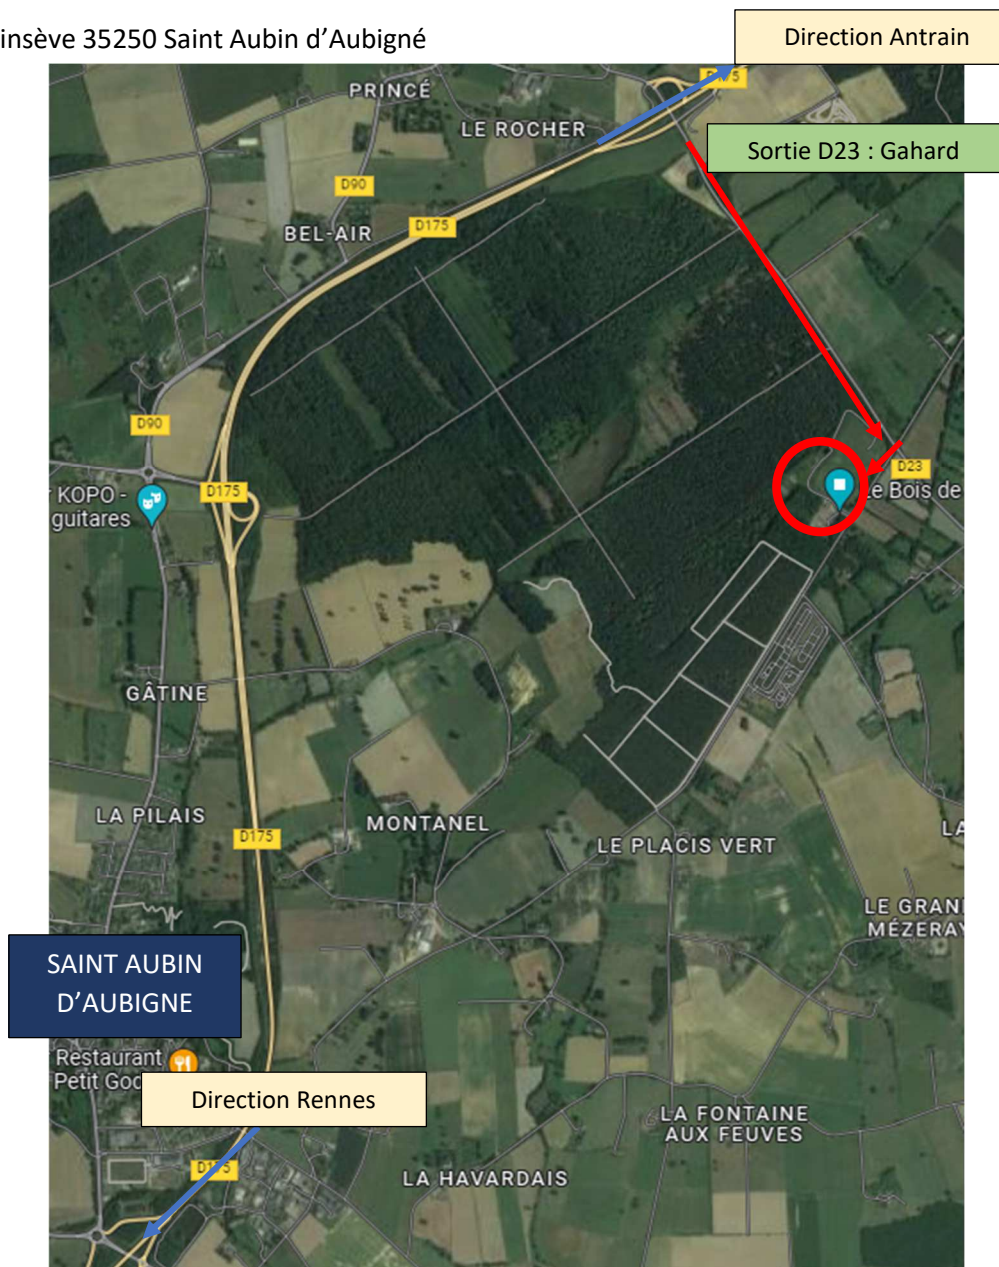 insève 35250 Saint Aubin d’Aubigné
Direction Antrain
D175
PRINCÉ
LE ROCHER
Sortie D23 : Gahard
D90
D175
BEL-AIR
D90
D23
KOPO -
guitares
D175
Le Bois de
GÂTINE
LA PILAIS
MONTANEL
D175
LE PLACIS VERT
LA
LE GRAN
MÉZERAY
SAINT AUBIN
D’AUBIGNE
Restaurant
Petit Goc
Direction Rennes
LA FONTAINE
AUX FEUVES
D175
LA HAVARDAIS